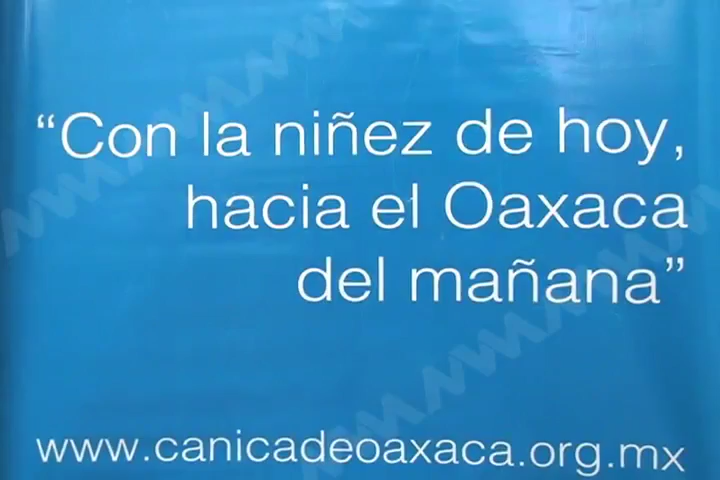 “Con la niñez de hoy,
hacia el Oaxaca
del mañana”
www.canicadeoaxaca.org.mx